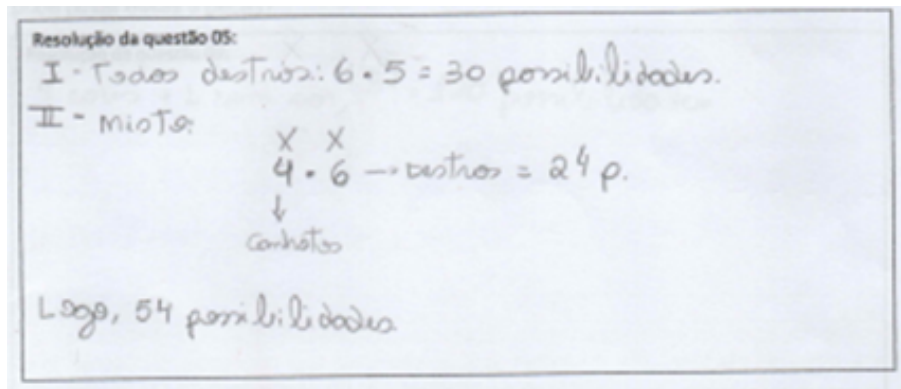 Resolução da questão 05:
I - Todos destros: 6 • 5 = 30 possibilidades.
II - misto:
X X
4 • 6 → destros = 24 p.
↓
canhotos
Logo, 54 possibilidades